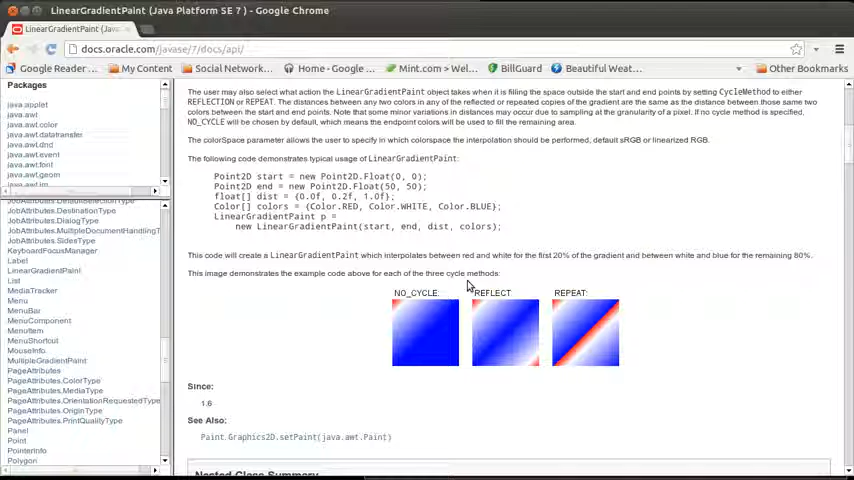 LinearGradientPaint (Java Platform SE 7 ) - Google Chrome
LinearGradientPaint (Java
docs.oracle.com/javase/7/docs/api/
Google Reader ... My Content Social Network... Home - Google ... Mint.com > Wel... BillGuard Beautiful Weat... Other Bookmarks
Packages
java.applet
java.awt
java.awt.color
java.awt.datatransfer
java.awt.dnd
java.awt.event
java.awt.font
java.awt.geom
java.awt.im
JobAttributes.DefaultSelectionType
JobAttributes.DestinationType
JobAttributes.DialogType
JobAttributes.MultipleDocumentHandlingT
JobAttributes.SidesType
KeyboardFocusManager
Label
LinearGradientPaint
List
MediaTracker
Menu
MenuBar
MenuComponent
MenuItem
MenuShortcut
MouseInfo
MultipleGradientPaint
PageAttributes
PageAttributes.ColorType
PageAttributes.MediaType
PageAttributes.OrientationRequestedType
PageAttributes.OriginType
PageAttributes.PrintQualityType
Panel
Point
PointerInfo
Polygon
The user may also select what action the LinearGradientPaint object takes when it is filling the space outside the start and end points by setting CycleMethod to either
REFLECTION or REPEAT. The distances between any two colors in any of the reflected or repeated copies of the gradient are the same as the distance between those same two
colors between the start and end points. Note that some minor variations in distances may occur due to sampling at the granularity of a pixel. If no cycle method is specified,
NO_CYCLE will be chosen by default, which means the endpoint colors will be used to fill the remaining area.
The colorSpace parameter allows the user to specify in which colorspace the interpolation should be performed, default sRGB or linearized RGB.
The following code demonstrates typical usage of LinearGradientPaint:
Point2D start = new Point2D.Float(0, 0);
Point2D end = new Point2D.Float(50, 50);
float[] dist = {0.0f, 0.2f, 1.0f};
Color[] colors = {Color.RED, Color.WHITE, Color.BLUE};
LinearGradientPaint p =
new LinearGradientPaint(start, end, dist, colors);
This code will create a LinearGradientPaint which interpolates between red and white for the first 20% of the gradient and between white and blue for the remaining 80%.
This image demonstrates the example code above for each of the three cycle methods:
NO_CYCLE: REFLECT: REPEAT:
Since:
1.6
See Also:
Paint, Graphics2D.setPaint(java.awt.Paint)
Nested Class Summary